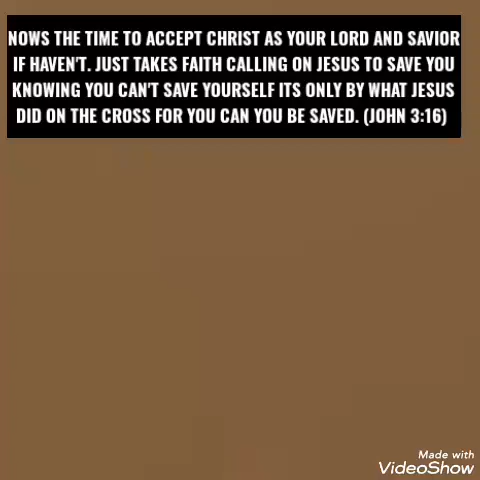 NOWS THE TIME TO ACCEPT CHRIST AS YOUR LORD AND SAVIOR
IF HAVEN'T. JUST TAKES FAITH CALLING ON JESUS TO SAVE YOU
KNOWING YOU CAN'T SAVE YOURSELF ITS ONLY BY WHAT JESUS
DID ON THE CROSS FOR YOU CAN YOU BE SAVED. (JOHN 3:16)
Made with
VideoShow